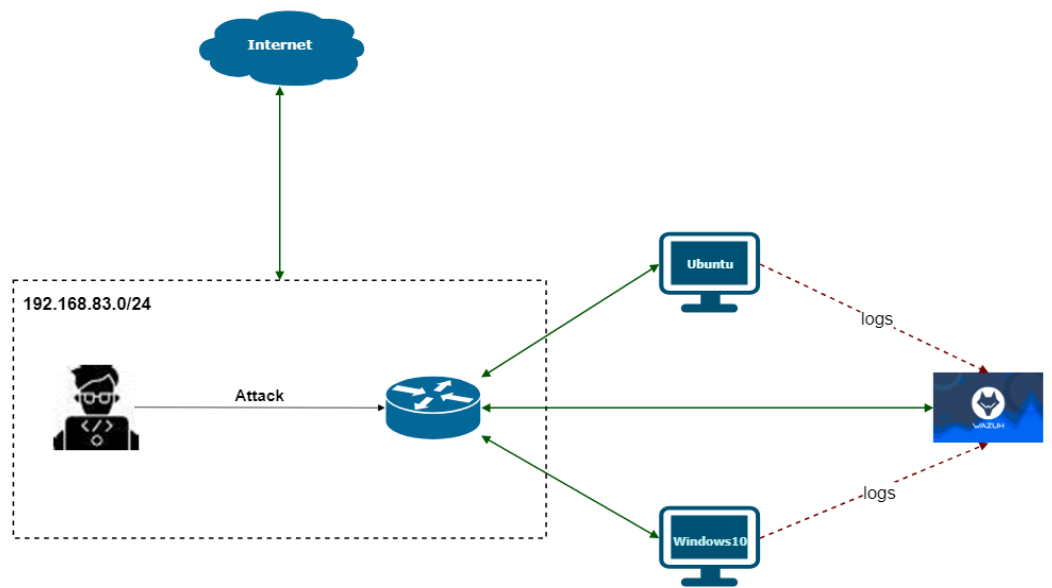 Internet
192.168.83.0/24
Attack
Ubuntu
logs
WAZUH
logs
Windows10